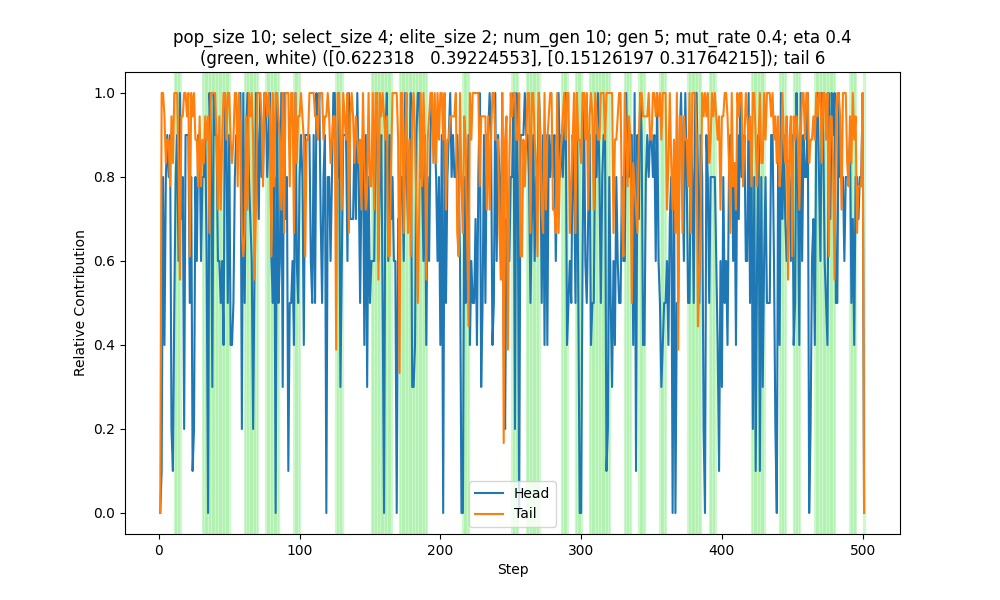 pop_size 10; select_size 4; elite_size 2; num_gen 10; gen 5; mut_rate 0.4; eta 0.4
(green, white) ([0.622318   0.39224553], [0.15126197 0.31764215]); tail 6
1.0
0.8
0.6
0.4
0.2
0.0
Relative Contribution
Head
Tail
0 100 200 300 400 500
Step